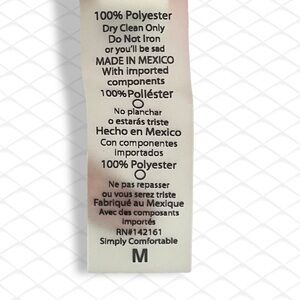 100% Polyester
Dry Clean Only
Do Not Iron
or you'll be sad
MADE IN MEXICO
With imported
components
100% Poliéster
No planchar
o estarás triste
Hecho en Mexico
Con componentes
importados
100% Polyester
Ne pas repasser
ou vous serez triste
Fabriqué au Mexique
Avec des composants
importés
RN#142161
Simply Comfortable
M